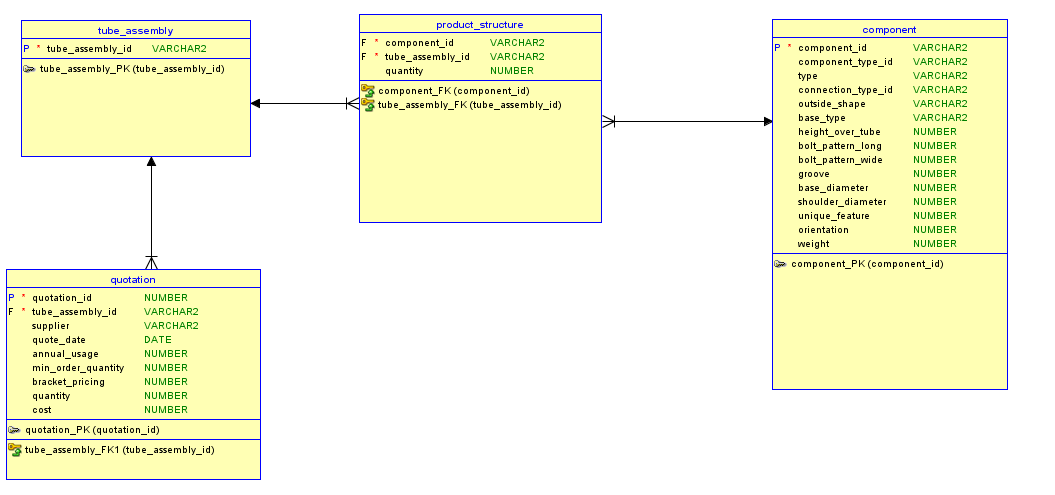 tube_assembly
P * tube_assembly_id VARCHAR2
tube_assembly_PK (tube_assembly_id)
product_structure
F * component_id VARCHAR2
F * tube_assembly_id VARCHAR2
quantity NUMBER
component_FK (component_id)
tube_assembly_FK (tube_assembly_id)
component
P * component_id VARCHAR2
component_type_id VARCHAR2
type VARCHAR2
connection_type_id VARCHAR2
outside_shape VARCHAR2
base_type VARCHAR2
height_over_tube NUMBER
bolt_pattern_long NUMBER
bolt_pattern_wide NUMBER
groove NUMBER
base_diameter NUMBER
shoulder_diameter NUMBER
unique_feature NUMBER
orientation NUMBER
weight NUMBER
component_PK (component_id)
quotation
P * quotation_id NUMBER
F * tube_assembly_id VARCHAR2
supplier VARCHAR2
quote_date DATE
annual_usage NUMBER
min_order_quantity NUMBER
bracket_pricing NUMBER
quantity NUMBER
cost NUMBER
quotation_PK (quotation_id)
tube_assembly_FK1 (tube_assembly_id)